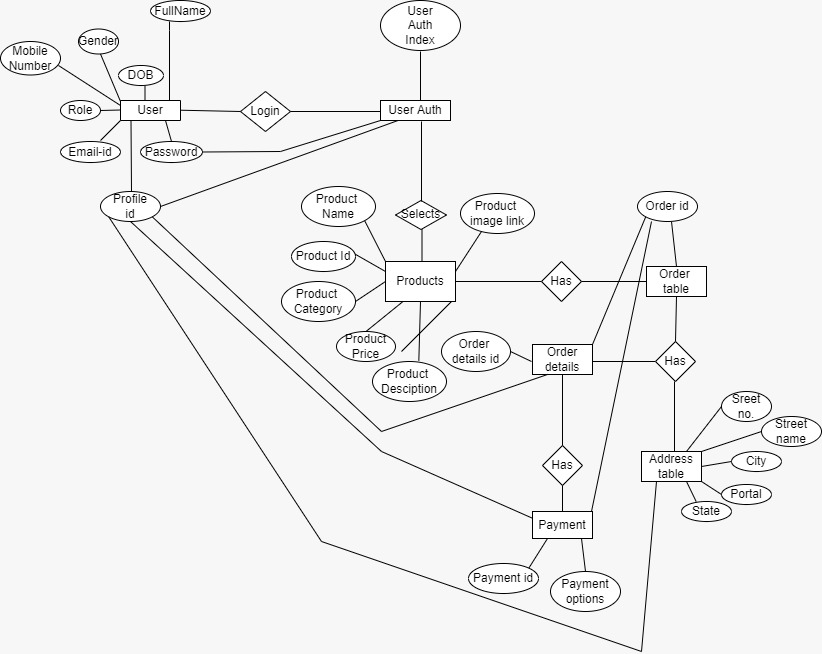 FullName
User
Auth
Index
Gender
Mobile
Number
DOB
Role
User
Login
User Auth
Email-id
Password
Profile
id
Product
Name
Selects
Product
image link
Order id
Product Id
Products
Has
Order
table
Product
Category
Product
Price
Order
details id
Order
details
Has
Product
Desciption
Sreet
no.
Street
name
Address
table
City
Has
Portal
State
Payment
Payment id
Payment
options